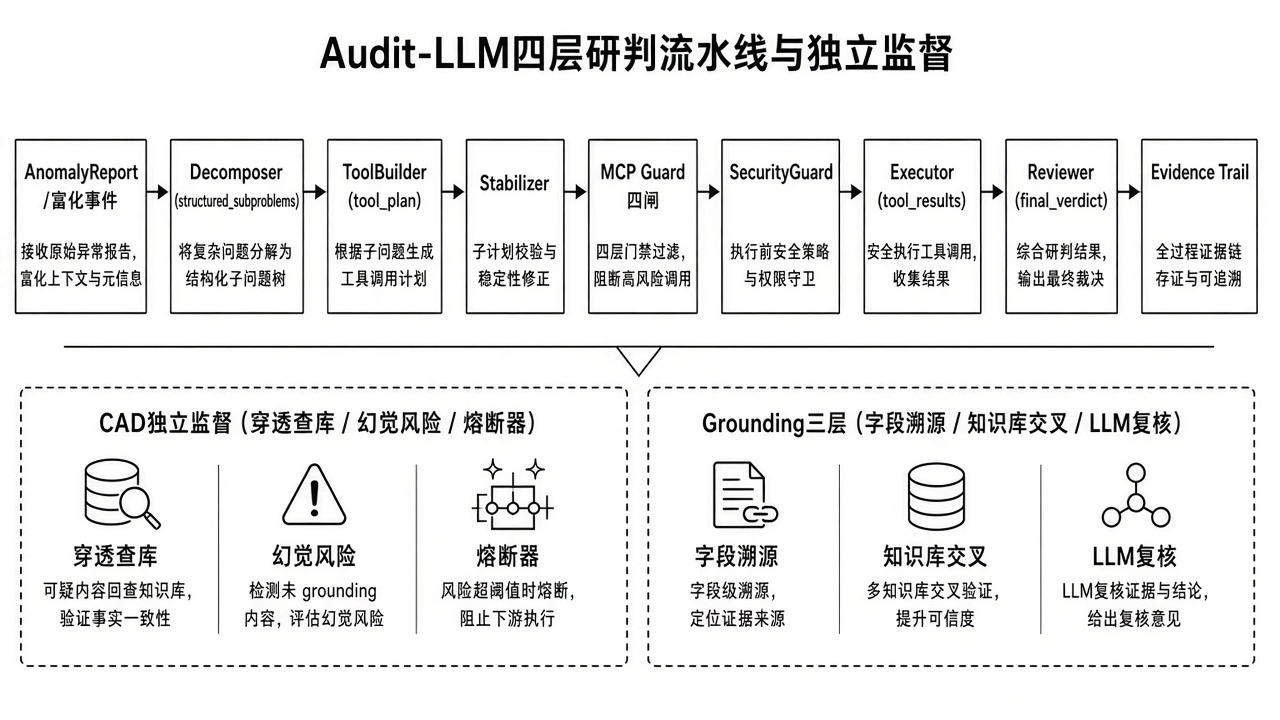 Audit-LLM四层研判流水线与独立监督
AnomalyReport
/富化事件
接收原始异常报告，
富化上下文与元信息
Decomposer
(structured_subproblems)
将复杂问题分解为
结构化子问题树
ToolBuilder
(tool_plan)
根据子问题生成
工具调用计划
Stabilizer
子计划校验与
稳定性修正
MCP Guard
四闸
四层门禁过滤，
阻断高风险调用
SecurityGuard
执行前安全策略
与权限守卫
Executor
(tool_results)
安全执行工具调用，
收集结果
Reviewer
(final_verdict)
综合研判结果，
输出最终裁决
Evidence Trail
全过程证据链
存证与可追溯
CAD独立监督（穿透查库 / 幻觉风险 / 熔断器）
穿透查库
可疑内容回查知识库，
验证事实一致性
幻觉风险
检测未 grounding
内容，评估幻觉风险
熔断器
风险超阈值时熔断，
阻止下游执行
Grounding三层（字段溯源 / 知识库交叉 / LLM复核）
字段溯源
字段级溯源，
定位证据来源
知识库交叉
多知识库交叉验证，
提升可信度
LLM复核
LLM复核证据与结论，
给出复核意见